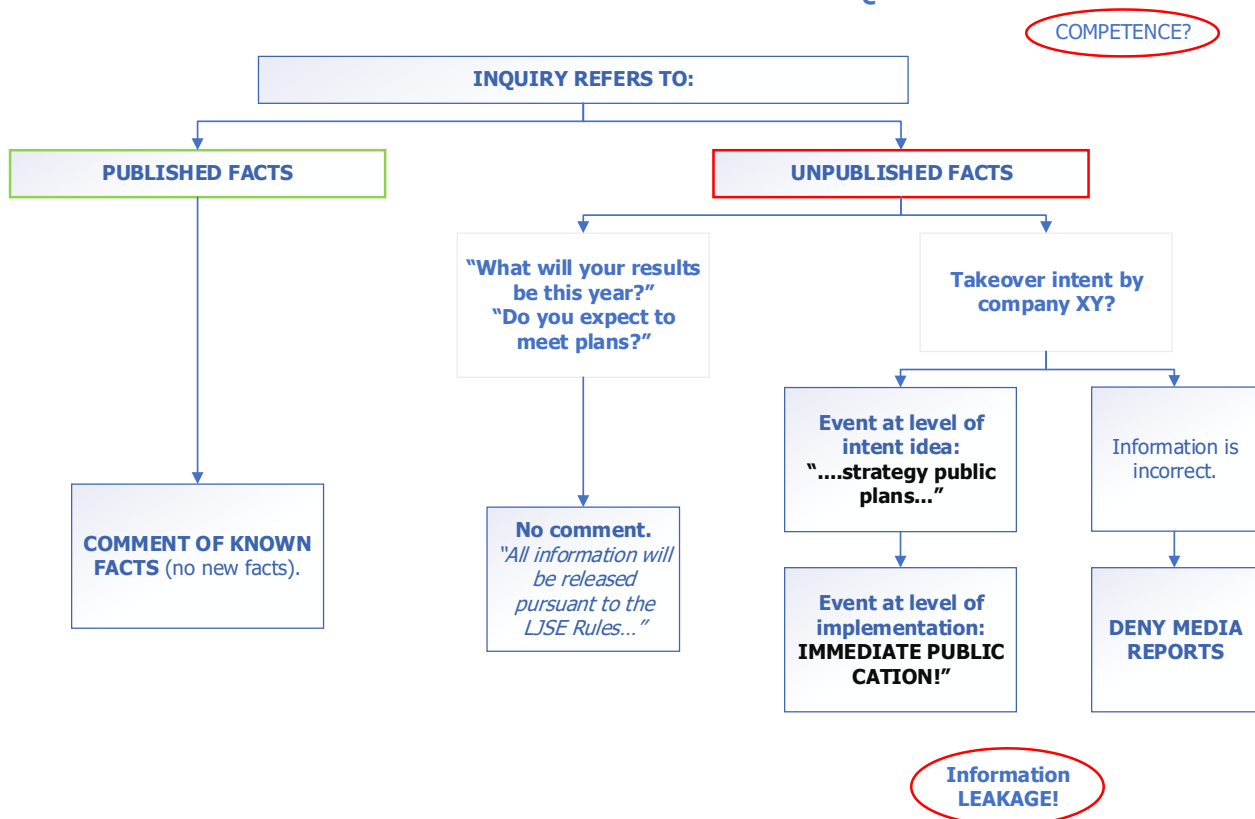 COMPETENCE?
INQUIRY REFERS TO:
PUBLISHED FACTS
UNPUBLISHED FACTS
“What will your results
be this year?”
“Do you expect to
meet plans?”
Takeover intent by
company XY?
Event at level of
intent idea:
“....strategy public
plans...”
Information is
incorrect.
COMMENT OF KNOWN
FACTS (no new facts).
No comment.
“All information will
be released
pursuant to the
LJSE Rules...”
Event at level of
implementation:
IMMEDIATE PUBLIC
CATION!”
DENY MEDIA
REPORTS
Information
LEAKAGE!